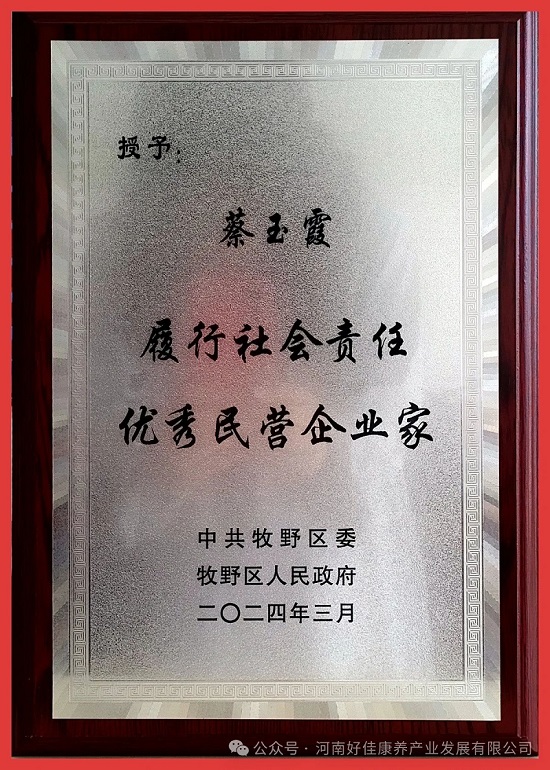 授予：
蔡玉霞
履行社会责任
优秀民营企业家
中共牧野区委
牧野区人民政府
二〇二四年三月
公众号·河南好佳康养产业发展有限公司